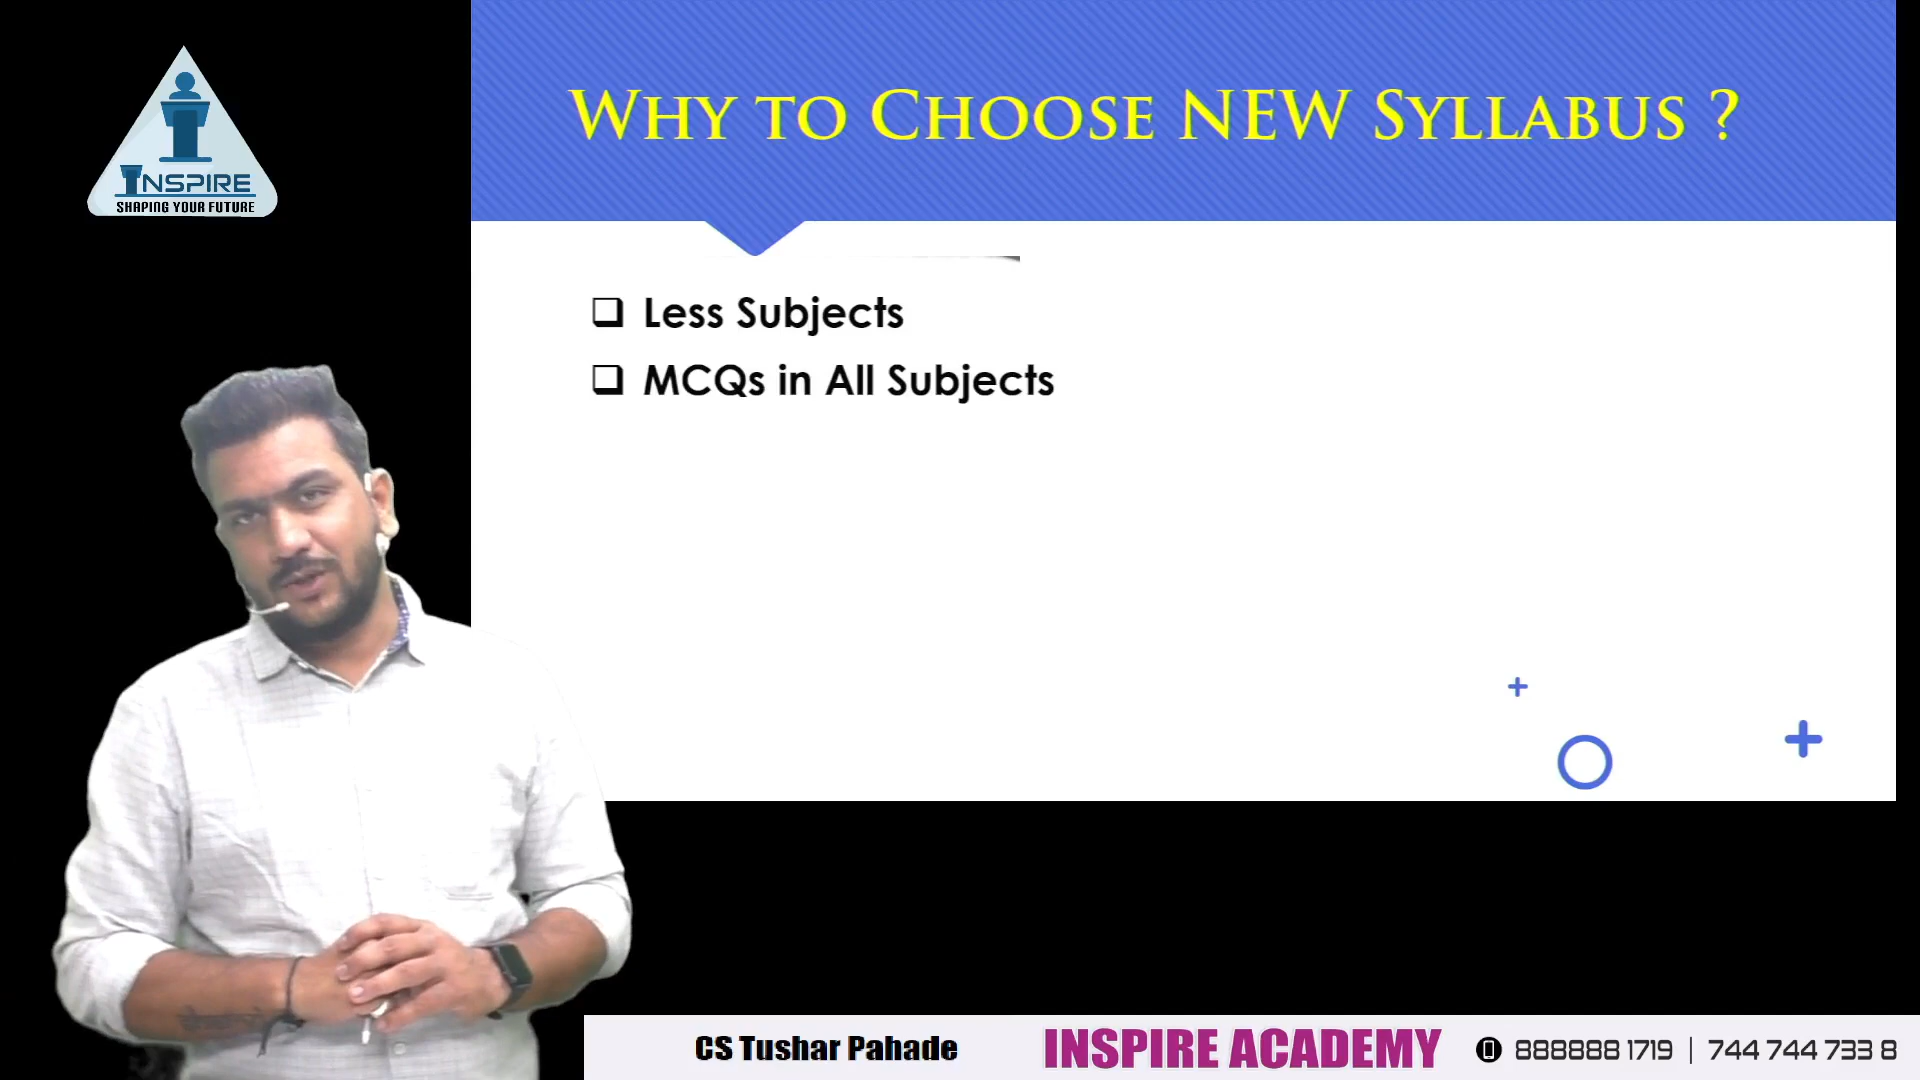 INSPIRE
SHAPING YOUR FUTURE
WHY TO CHOOSE NEW SYLLABUS ?
Less Subjects
MCQs in All Subjects
CS Tushar Pahade
INSPIRE ACADEMY
888888 1719 | 744 744 733 8